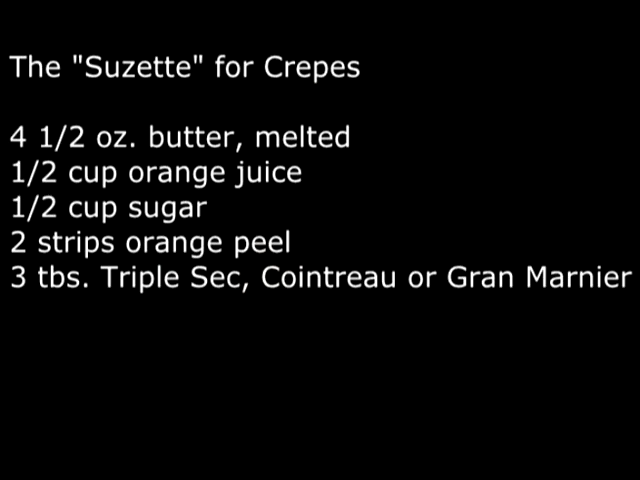 The "Suzette" for Crepes
4 1/2 oz. butter, melted
1/2 cup orange juice
1/2 cup sugar
2 strips orange peel
3 tbs. Triple Sec, Cointreau or Gran Marnier